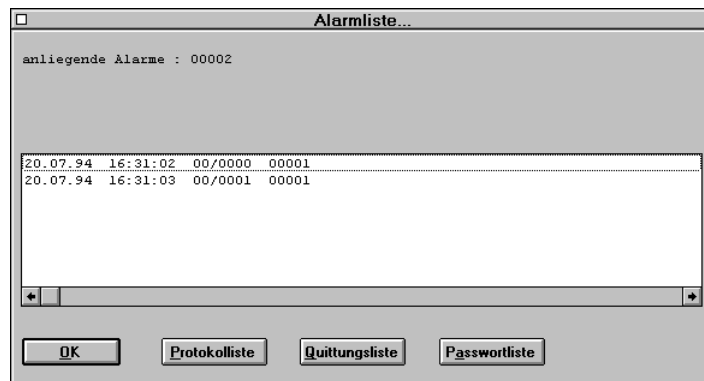 Alarmliste...
anliegende Alarme : 00002
20.07.94 16:31:02 00/0000 00001
20.07.94 16:31:03 00/0001 00001
OK Protokolliste Quittungsliste Passwortliste